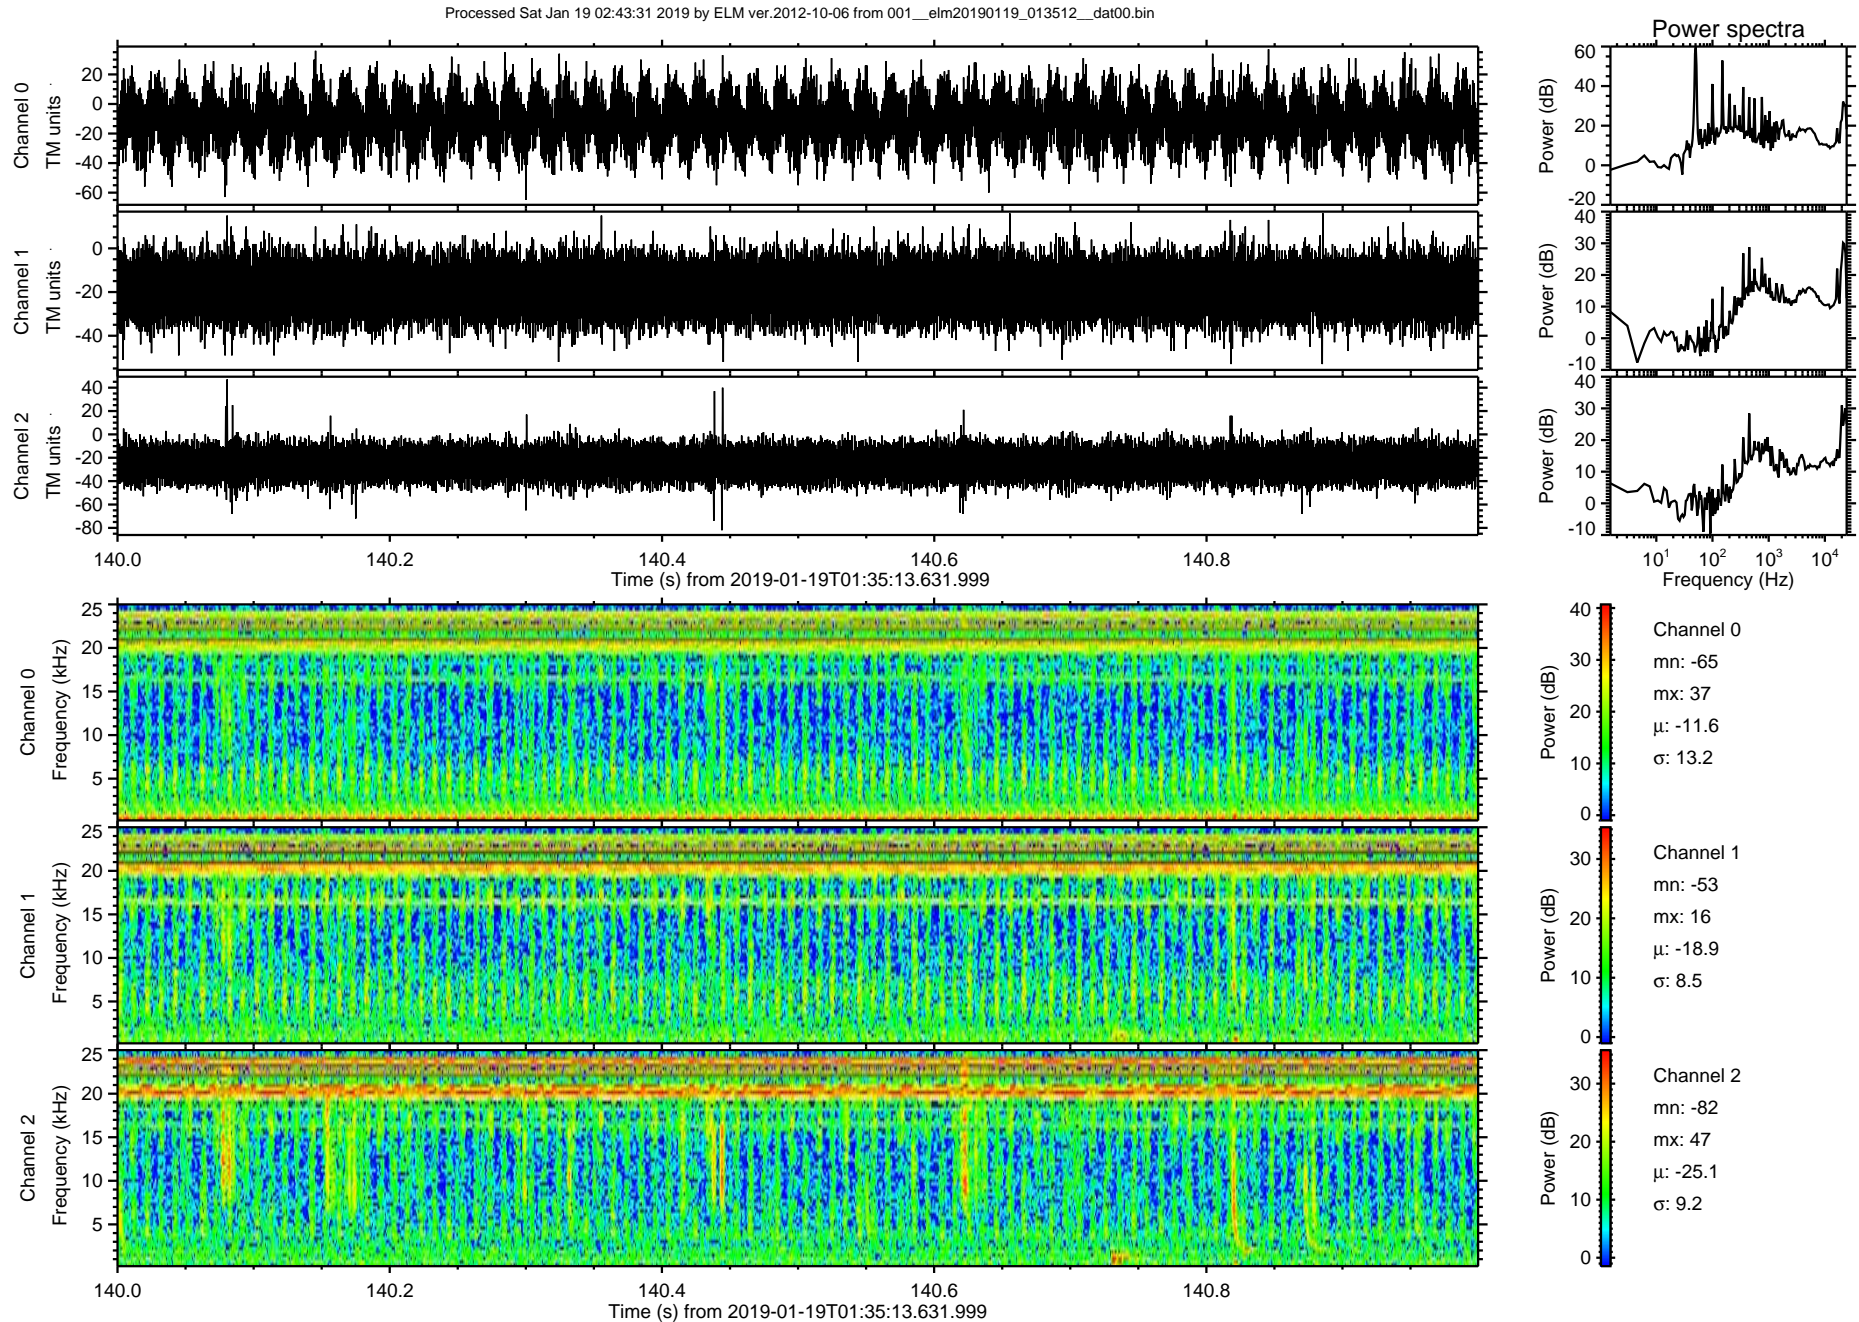 Processed Sat Jan 19 02:43:31 2019 by ELM ver.2012-10-06 from 001__elm20190119_013512__dat00.bin
Power spectra
Channel 0
TM units
20
0
-20
-40
-60
Power (dB)
60
40
20
0
-20
Channel 1
TM units
0
-20
-40
Power (dB)
40
30
20
10
0
-10
Channel 2
TM units
40
20
0
-20
-40
-60
-80
Power (dB)
40
30
20
10
0
-10
140.0 140.2 140.4 140.6 140.8
Time (s) from 2019-01-19T01:35:13.631.999
10¹ 10² 10³ 10⁴
Frequency (Hz)
Channel 0
Frequency (kHz)
25
20
15
10
5
Power (dB)
40
30
20
10
0
Channel 0
mn: -65
mx: 37
μ: -11.6
σ: 13.2
Channel 1
Frequency (kHz)
25
20
15
10
5
Power (dB)
30
20
10
0
Channel 1
mn: -53
mx: 16
μ: -18.9
σ: 8.5
Channel 2
Frequency (kHz)
25
20
15
10
5
Power (dB)
30
20
10
0
Channel 2
mn: -82
mx: 47
μ: -25.1
σ: 9.2
140.0 140.2 140.4 140.6 140.8
Time (s) from 2019-01-19T01:35:13.631.999